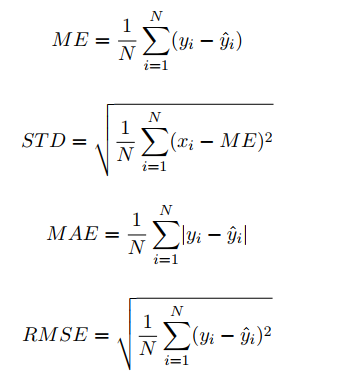 ME = \frac{1}{N} \sum_{i=1}^{N} (y_i - \hat{y}_i)
STD = \sqrt{\frac{1}{N} \sum_{i=1}^{N} (x_i - ME)^2}
MAE = \frac{1}{N} \sum_{i=1}^{N} |y_i - \hat{y}_i|
RMSE = \sqrt{\frac{1}{N} \sum_{i=1}^{N} (y_i - \hat{y}_i)^2}